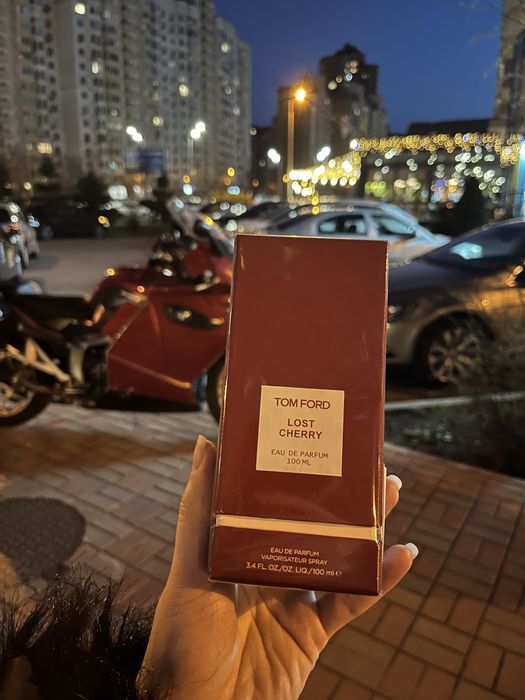 TOM FORD
LOST
CHERRY
EAU DE PARFUM
100 ML
EAU DE PARFUM
VAPORISATEUR SPRAY
3.4 FL.OZ./OZ. LIQ./100 ml ℮